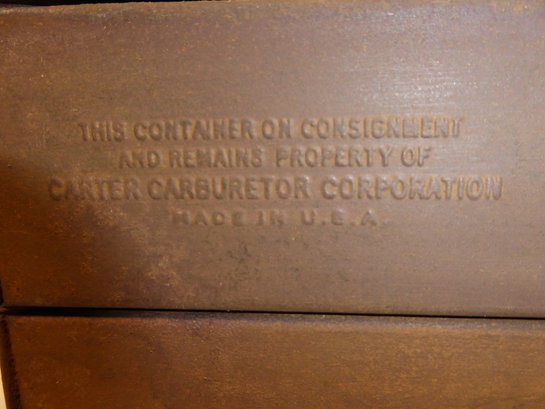 THIS CONTAINER ON CONSIGNMENT
AND REMAINS PROPERTY OF
CARTER CARBURETOR CORPORATION
MADE IN U.S.A.